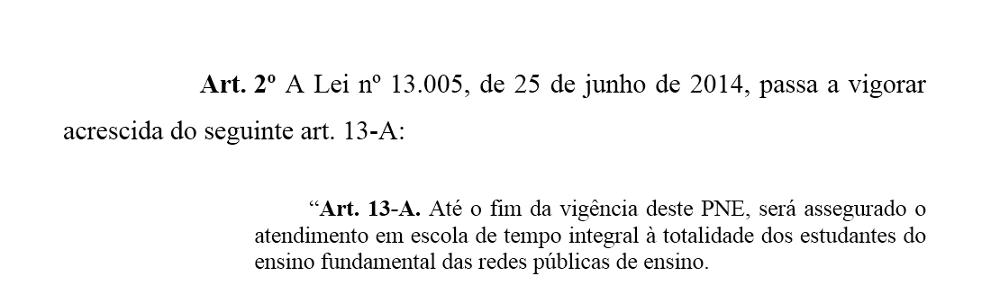 Art. 2º A Lei nº 13.005, de 25 de junho de 2014, passa a vigorar
acrescida do seguinte art. 13-A:
“Art. 13-A. Até o fim da vigência deste PNE, será assegurado o
atendimento em escola de tempo integral à totalidade dos estudantes do
ensino fundamental das redes públicas de ensino.